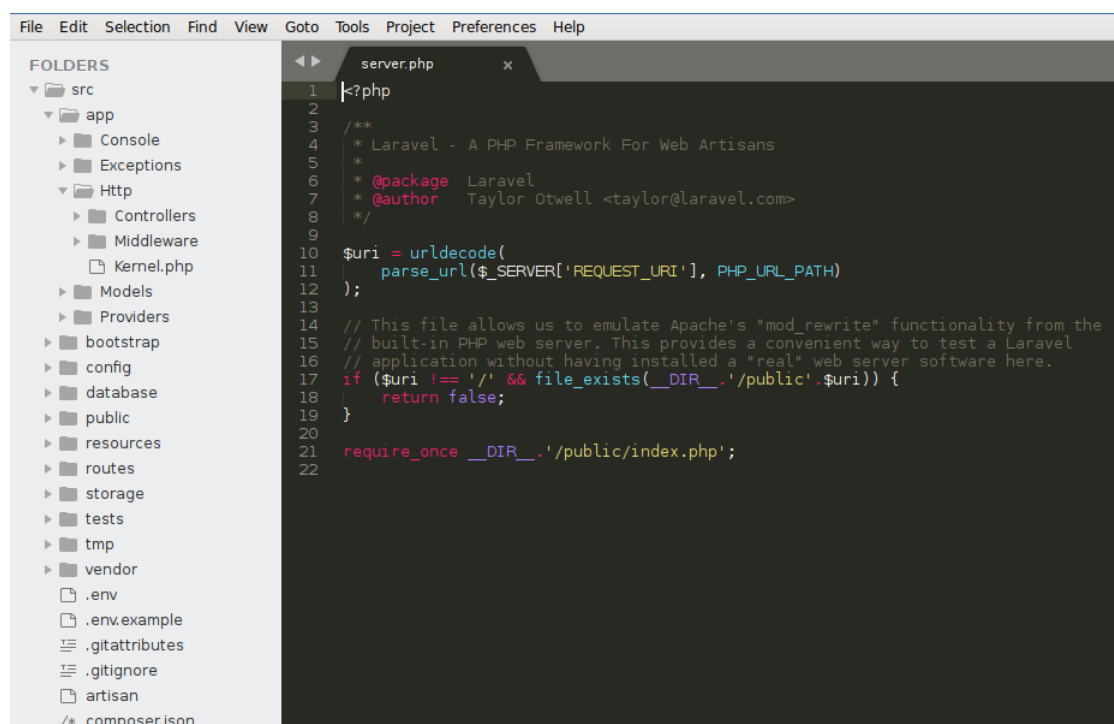 File Edit Selection Find View Goto Tools Project Preferences Help
FOLDERS
src
app
Console
Exceptions
Http
Controllers
Middleware
Kernel.php
Models
Providers
bootstrap
config
database
public
resources
routes
storage
tests
tmp
vendor
.env
.env.example
.gitattributes
.gitignore
artisan
/* composer.json
server.php ×
1 <?php
2
3 /**
4  * Laravel - A PHP Framework For Web Artisans
5  *
6  * @package  Laravel
7  * @author   Taylor Otwell <taylor@laravel.com>
8  */
9
10 $uri = urldecode(
11     parse_url($_SERVER['REQUEST_URI'], PHP_URL_PATH)
12 );
13
14 // This file allows us to emulate Apache's "mod_rewrite" functionality from the
15 // built-in PHP web server. This provides a convenient way to test a Laravel
16 // application without having installed a "real" web server software here.
17 if ($uri !== '/' && file_exists(__DIR__.'/public'.$uri)) {
18     return false;
19 }
20
21 require_once __DIR__.'/public/index.php';
22